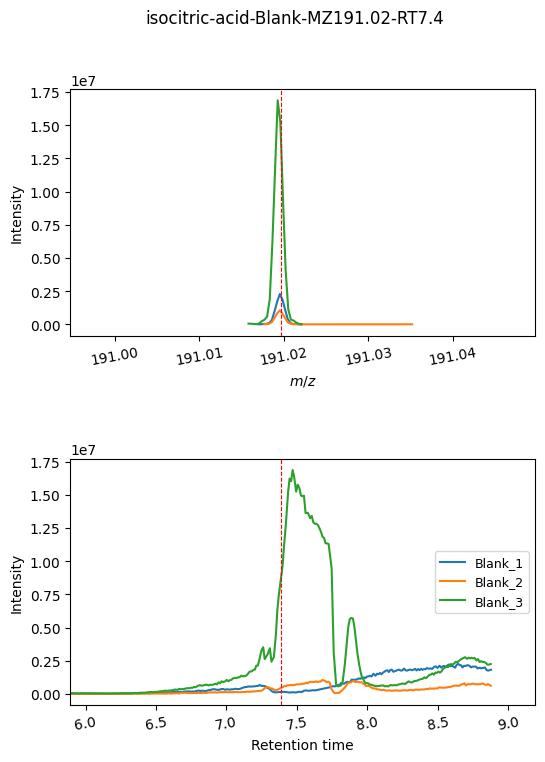 isocitric-acid-Blank-MZ191.02-RT7.4
1e7
1.75
1.50
1.25
1.00
0.75
0.50
0.25
0.00
Intensity
191.00 191.01 191.02 191.03 191.04
m/z
1e7
1.75
1.50
1.25
1.00
0.75
0.50
0.25
0.00
Intensity
Blank_1
Blank_2
Blank_3
6.0 6.5 7.0 7.5 8.0 8.5 9.0
Retention time